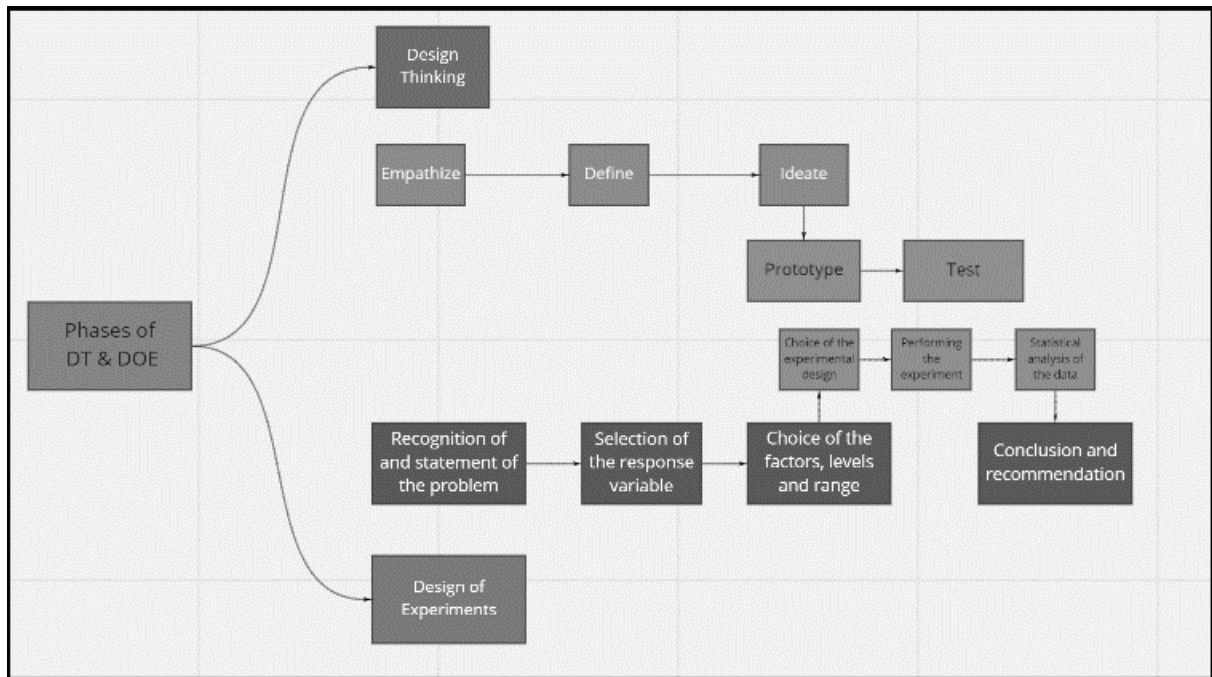 Design
Thinking
Empathize
Define
Ideate
Prototype
Test
Phases of
DT & DOE
Choice of the
experimental
design
Performing
the
experiment
Statistical
analysis of
the data
Recognition of
and statement of
the problem
Selection of
the response
variable
Choice of the
factors, levels
and range
Conclusion and
recommendation
Design of
Experiments